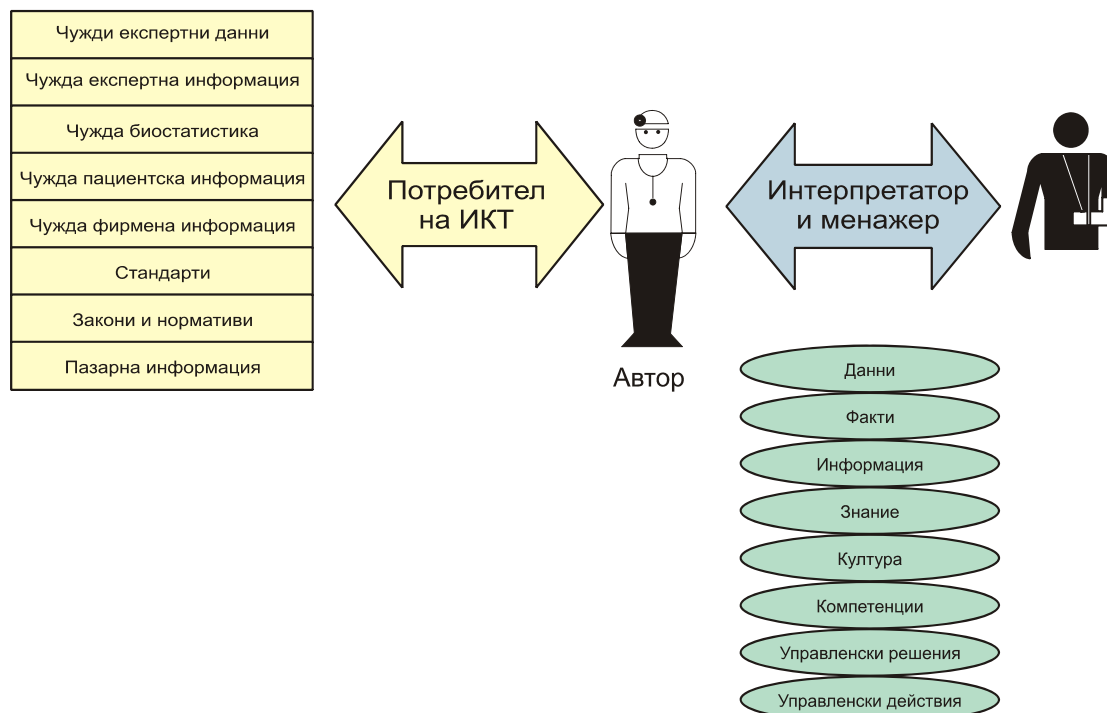 Чужди експертни данни
Чужда експертна информация
Чужда биостатистика
Чужда пациентска информация
Чужда фирмена информация
Стандарти
Закони и нормативи
Пазарна информация
Потребител
на ИКТ
Автор
Интерпретатор
и менажер
Данни
Факти
Информация
Знание
Култура
Компетенции
Управленски решения
Управленски действия